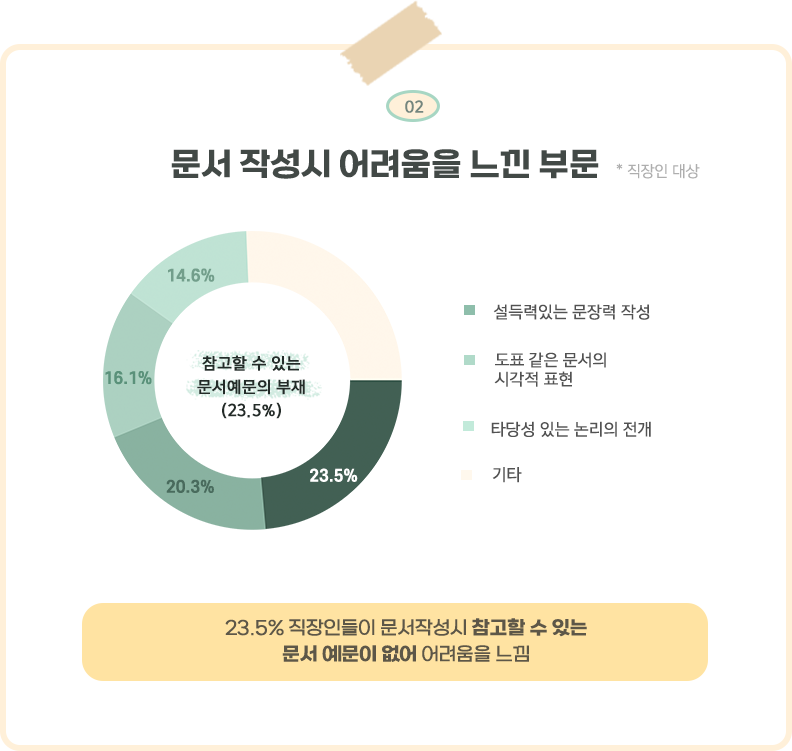 02
문서 작성시 어려움을 느낀 부문
* 직장인 대상
14.6%
16.1%
20.3%
23.5%
참고할 수 있는
문서예문의 부재
(23.5%)
설득력있는 문장력 작성
도표 같은 문서의
시각적 표현
타당성 있는 논리의 전개
기타
23.5% 직장인들이 문서작성시 참고할 수 있는
문서 예문이 없어 어려움을 느낌